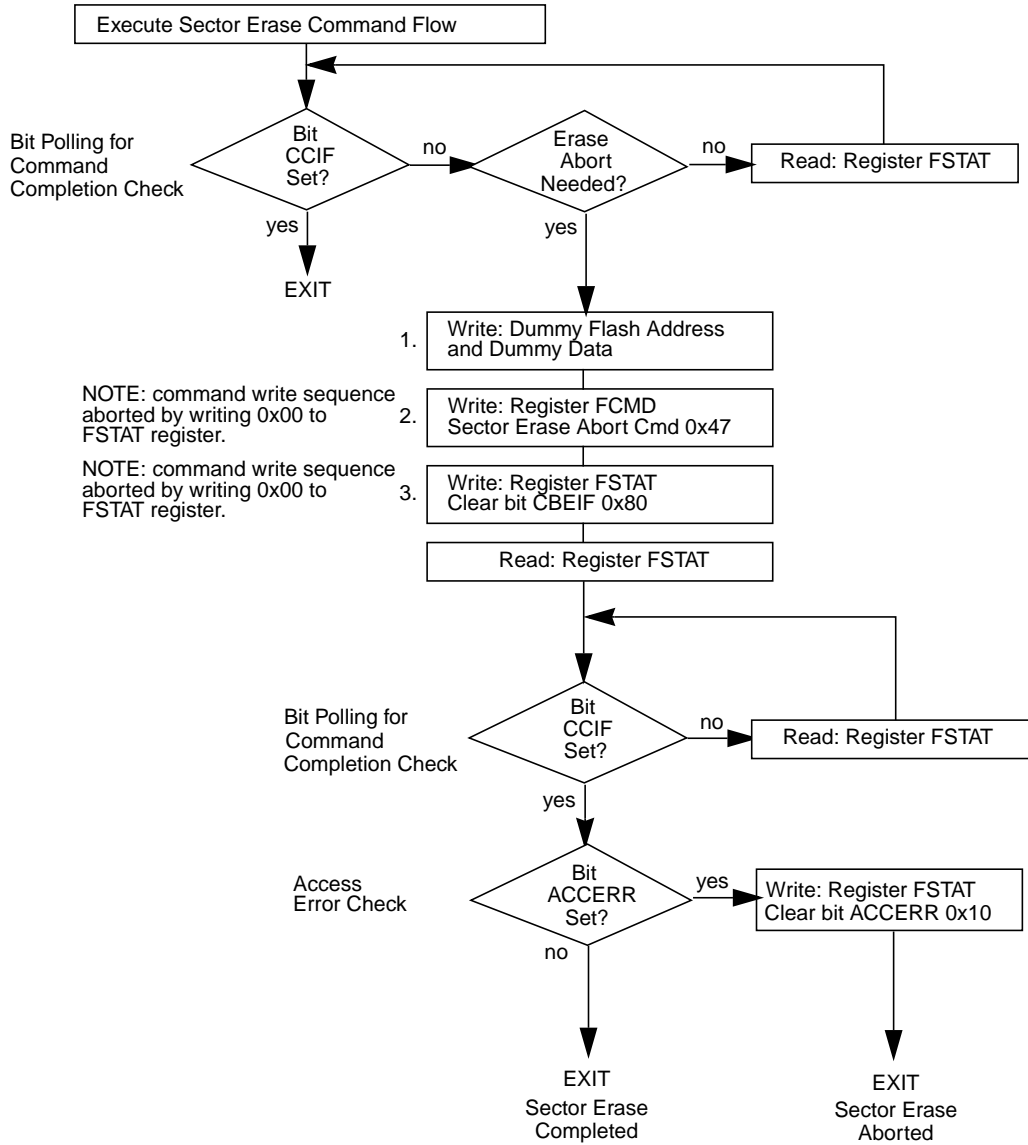 Execute Sector Erase Command Flow
Bit Polling for
Command
Completion Check
Bit
CCIF
Set?
no
Erase
Abort
Needed?
no
Read: Register FSTAT
yes
EXIT
yes
1.
Write: Dummy Flash Address
and Dummy Data
NOTE: command write sequence
aborted by writing 0x00 to
FSTAT register.
2.
Write: Register FCMD
Sector Erase Abort Cmd 0x47
NOTE: command write sequence
aborted by writing 0x00 to
FSTAT register.
3.
Write: Register FSTAT
Clear bit CBEIF 0x80
Read: Register FSTAT
Bit Polling for
Command
Completion Check
Bit
CCIF
Set?
no
Read: Register FSTAT
yes
Access
Error Check
Bit
ACCERR
Set?
yes
Write: Register FSTAT
Clear bit ACCERR 0x10
no
EXIT
Sector Erase
Completed
EXIT
Sector Erase
Aborted